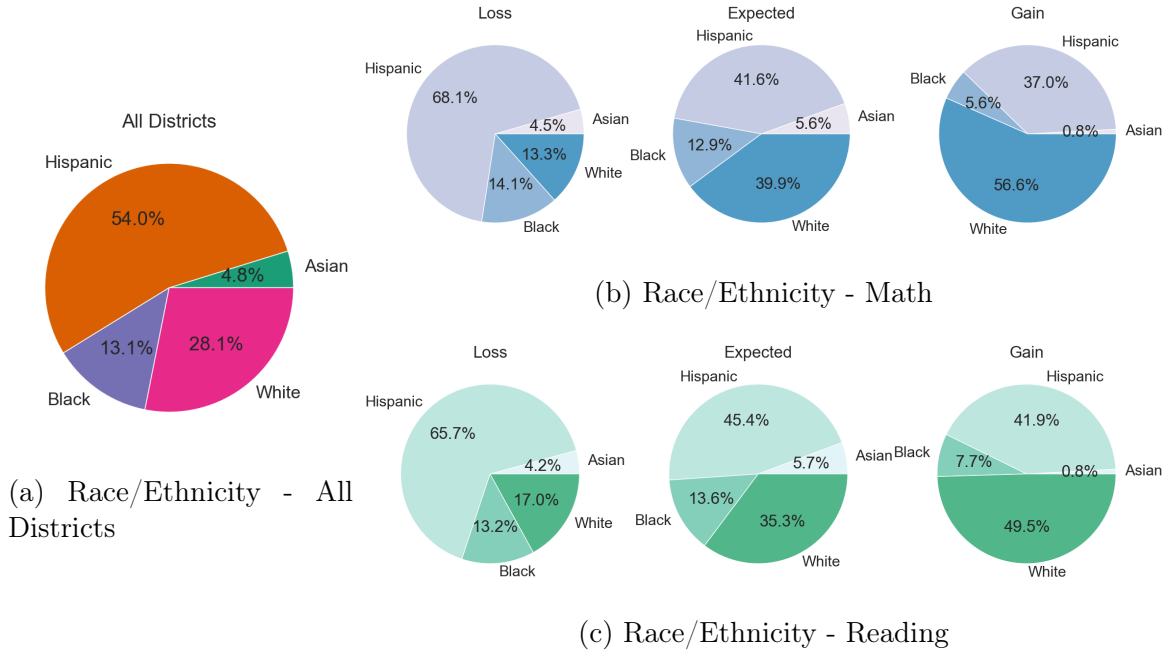 All Districts
Hispanic
54.0%
Asian
4.8%
13.1%
28.1%
Black
White
(a) Race/Ethnicity - All
Districts
Loss
Hispanic
68.1%
Asian
4.5%
13.3%
White
14.1%
Black
Expected
Hispanic
41.6%
Asian
5.6%
Black
12.9%
39.9%
White
Gain
Hispanic
37.0%
Black
5.6%
Asian
0.8%
56.6%
White
(b) Race/Ethnicity - Math
Loss
Hispanic
65.7%
Asian
4.2%
17.0%
White
13.2%
Black
Expected
Hispanic
45.4%
Asian
5.7%
13.6%
Black
35.3%
White
Gain
Hispanic
41.9%
Black
7.7%
Asian
0.8%
49.5%
White
(c) Race/Ethnicity - Reading